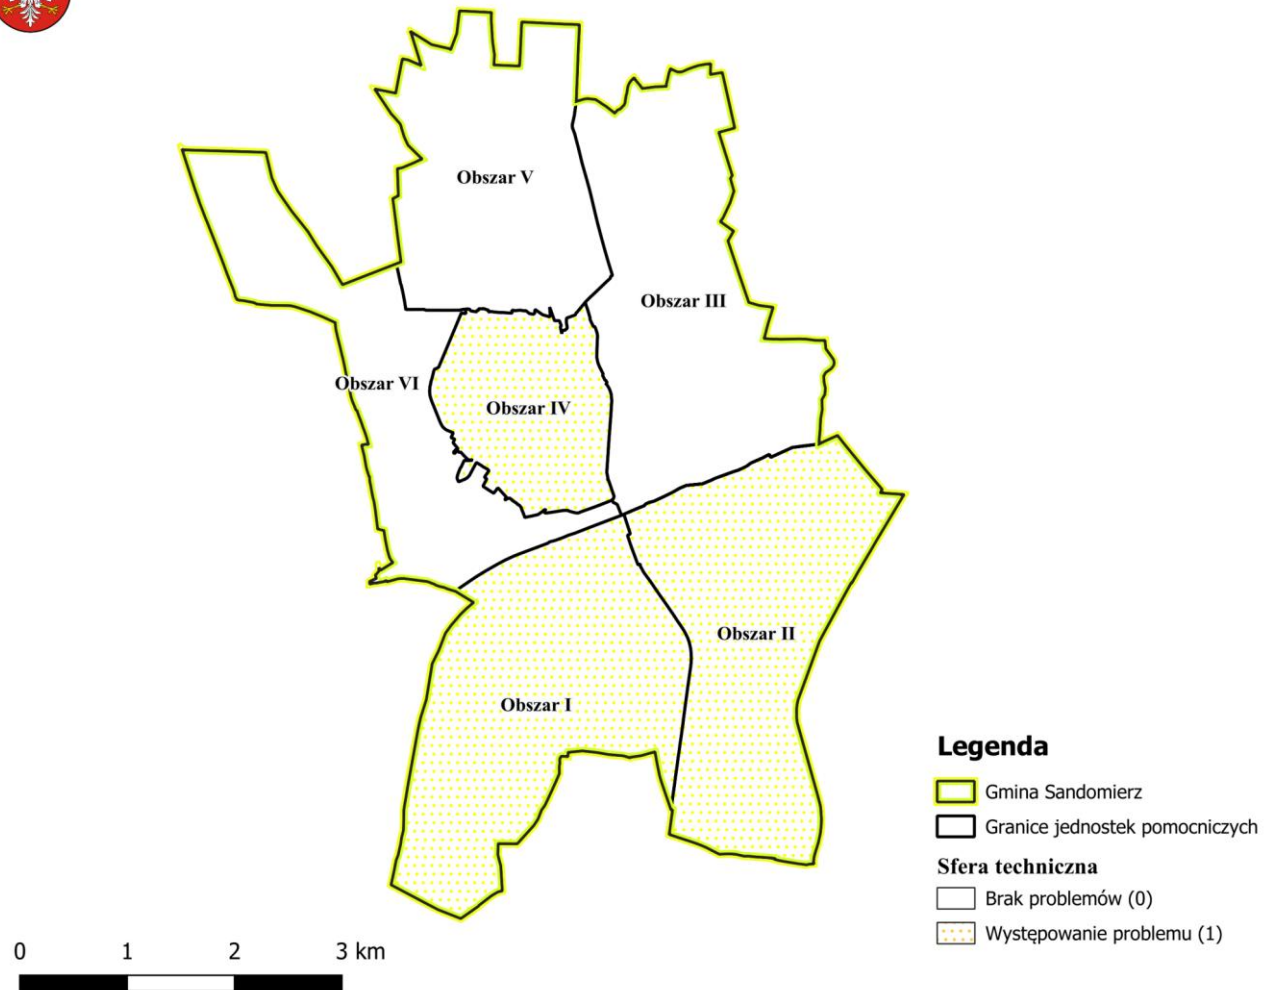 Obszar V
Obszar III
Obszar VI
Obszar IV
Obszar II
Obszar I
Legenda
Gmina Sandomierz
Granice jednostek pomocniczych
Sfera techniczna
Brak problemów (0)
Występowanie problemu (1)
0 1 2 3 km